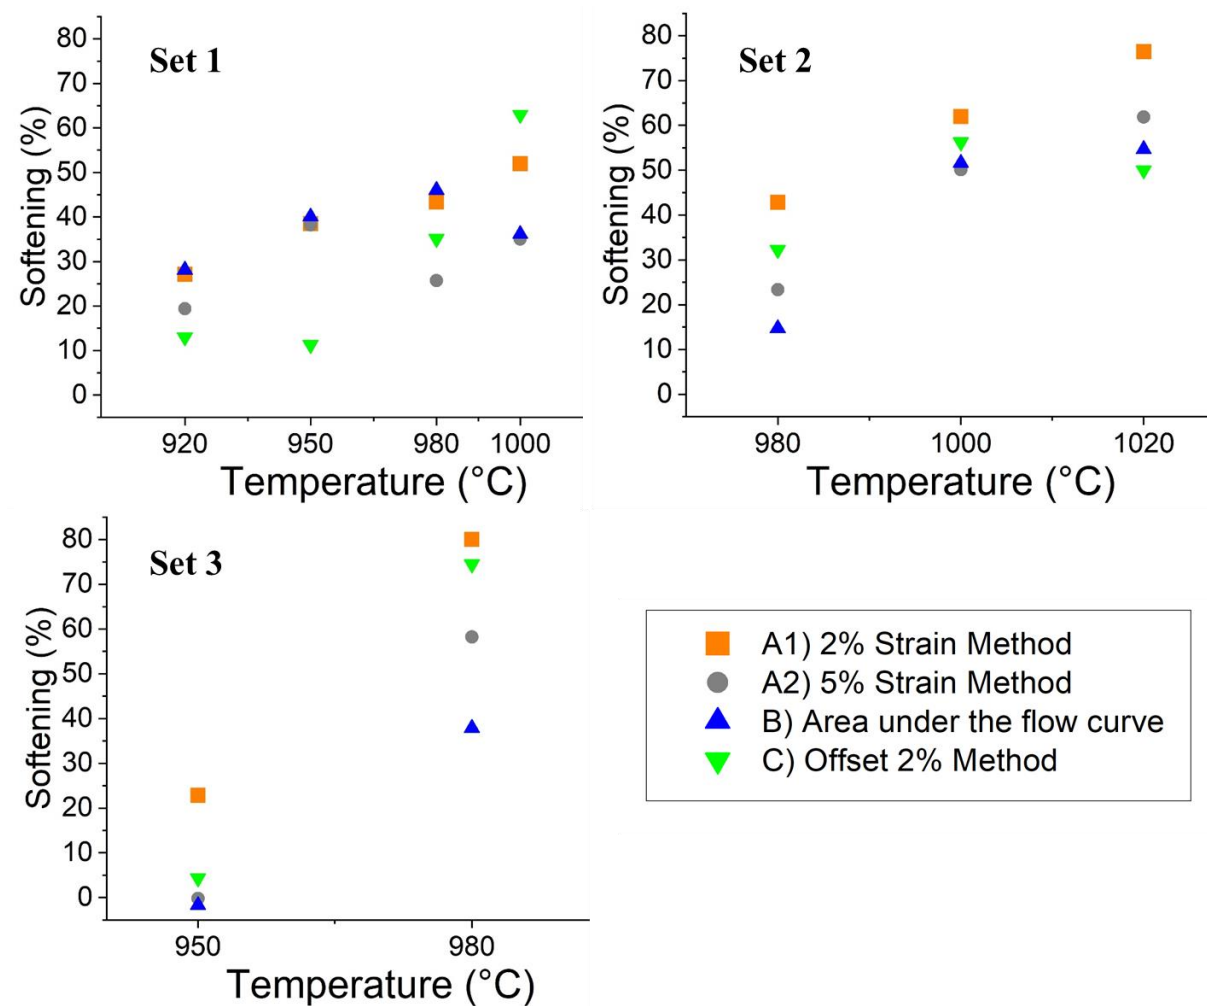 Set 1
80
70
60
50
40
30
20
10
0
Softening (%)
920 950 980 1000
Temperature (°C)
Set 2
80
70
60
50
40
30
20
10
0
Softening (%)
980 1000 1020
Temperature (°C)
Set 3
80
70
60
50
40
30
20
10
0
Softening (%)
950 980
Temperature (°C)
A1) 2% Strain Method
A2) 5% Strain Method
B) Area under the flow curve
C) Offset 2% Method